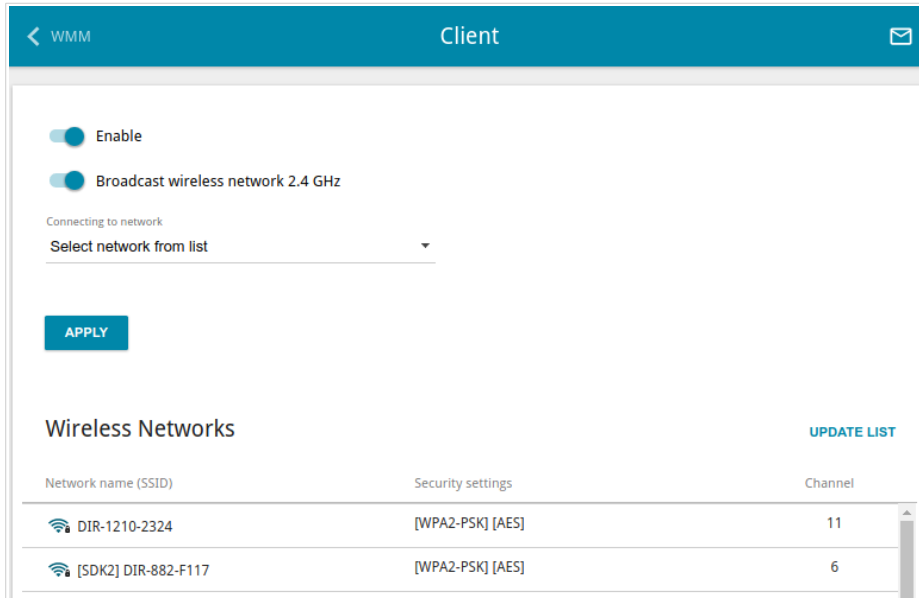 WMM Client
Enable
Broadcast wireless network 2.4 GHz
Connecting to network
Select network from list
APPLY
Wireless Networks UPDATE LIST
Network name (SSID) Security settings Channel
DIR-1210-2324 [WPA2-PSK] [AES] 11
[SDK2] DIR-882-F117 [WPA2-PSK] [AES] 6